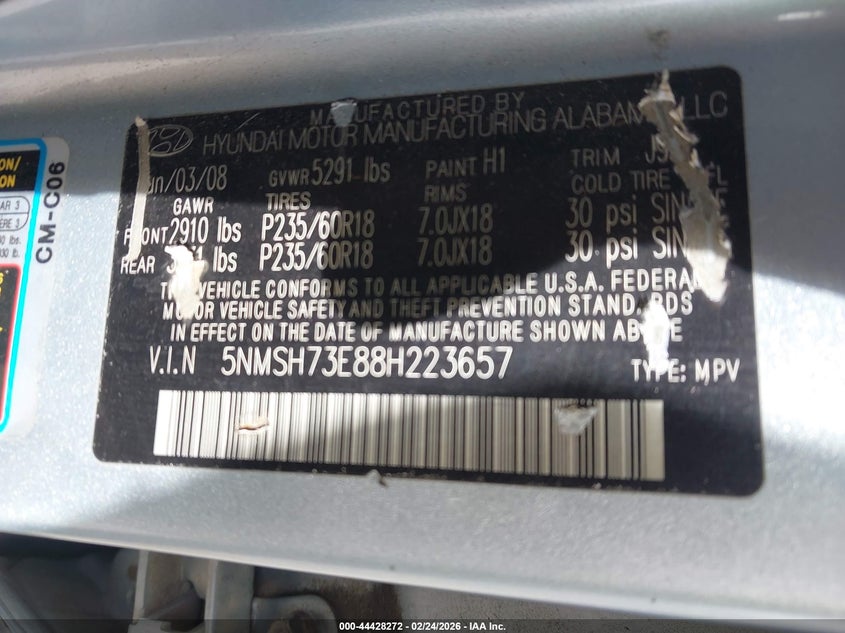 MANUFACTURED BY
HYUNDAI MOTOR MANUFACTURING ALABAMA LLC
/03/08 GVWR 5291 lbs PAINT H1 TRIM
GAWR TIRES RIMS COLD TIRE
FRONT 2910 lbs P235/60R18 7.0JX18 30 psi
REAR lbs P235/60R18 7.0JX18 30 psi
VEHICLE CONFORMS TO ALL APPLICABLE U.S.A. FEDERAL
MOTOR VEHICLE SAFETY AND THEFT PREVENTION STANDARDS
IN EFFECT ON THE DATE OF MANUFACTURE SHOWN ABOVE
V.I.N 5NMSH73E88H223657 TYPE: MPV
CM-C06
000-44428272 - 02/24/2026 - IAA Inc.